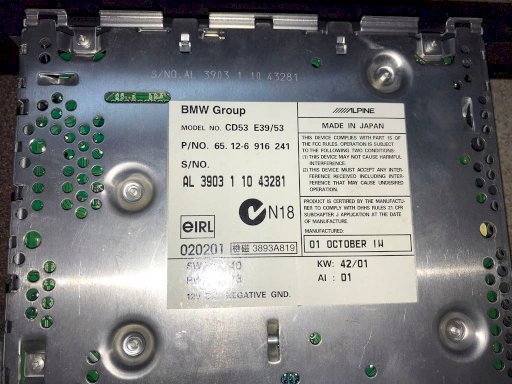 S/NO. AL 3903 1 10 43281
BMW Group
MODEL NO. CD53 E39/53
P/NO. 65. 12-6 916 241
S/NO.
AL 3903 1 10 43281
N18
eIRL
020201 3893A819
12V NEGATIVE GND.
ALPINE
MADE IN JAPAN
THIS DEVICE COMPLIES WITH PART 15 OF
THE FCC RULES. OPERATION IS SUBJECT TO
THE FOLLOWING TWO CONDITIONS:
(1) THIS DEVICE MAY NOT CAUSE HARMFUL
INTERFERENCE.
(2) THIS DEVICE MUST ACCEPT ANY INTER-
FERENCE RECEIVED INCLUDING INTER-
FERENCE THAT MAY CAUSE UNDESIRED
OPERATION.
PRODUCT IS CERTIFIED BY THE MANUFACTU-
RER TO COMPLY WITH DHHS RULES 21 CFR
SUBCHAPTER J APPLICABLE AT THE DATE
OF MANUFACTURE.
MANUFACTURED:
01 OCTOBER IW
KW: 42/01
AI : 01